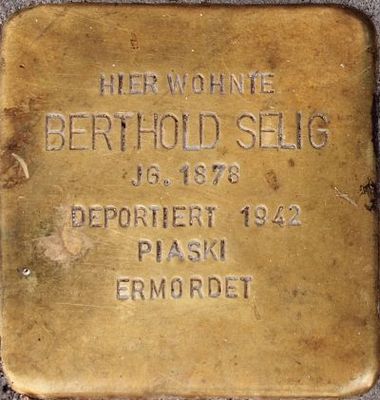 HIER WOHNTE
BERTHOLD SELIG
JG. 1878
DEPORTIERT 1942
PIASKI
ERMORDET